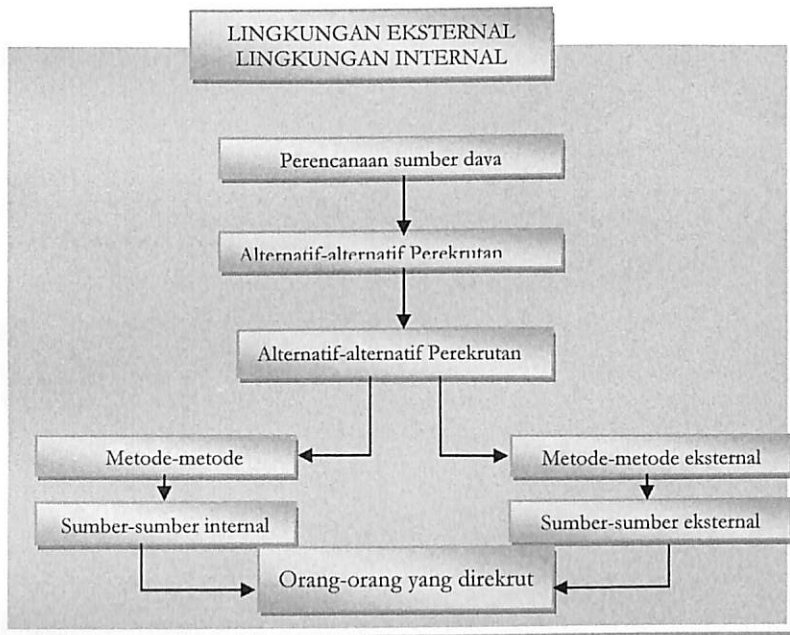 LINGKUNGAN EKSTERNAL
LINGKUNGAN INTERNAL
Perencanaan sumber dava
Alternatif-alternatif Perekrutan
Alternatif-alternatif Perekrutan
Metode-metode
Metode-metode eksternal
Sumber-sumber internal
Sumber-sumber eksternal
Orang-orang yang direkrut